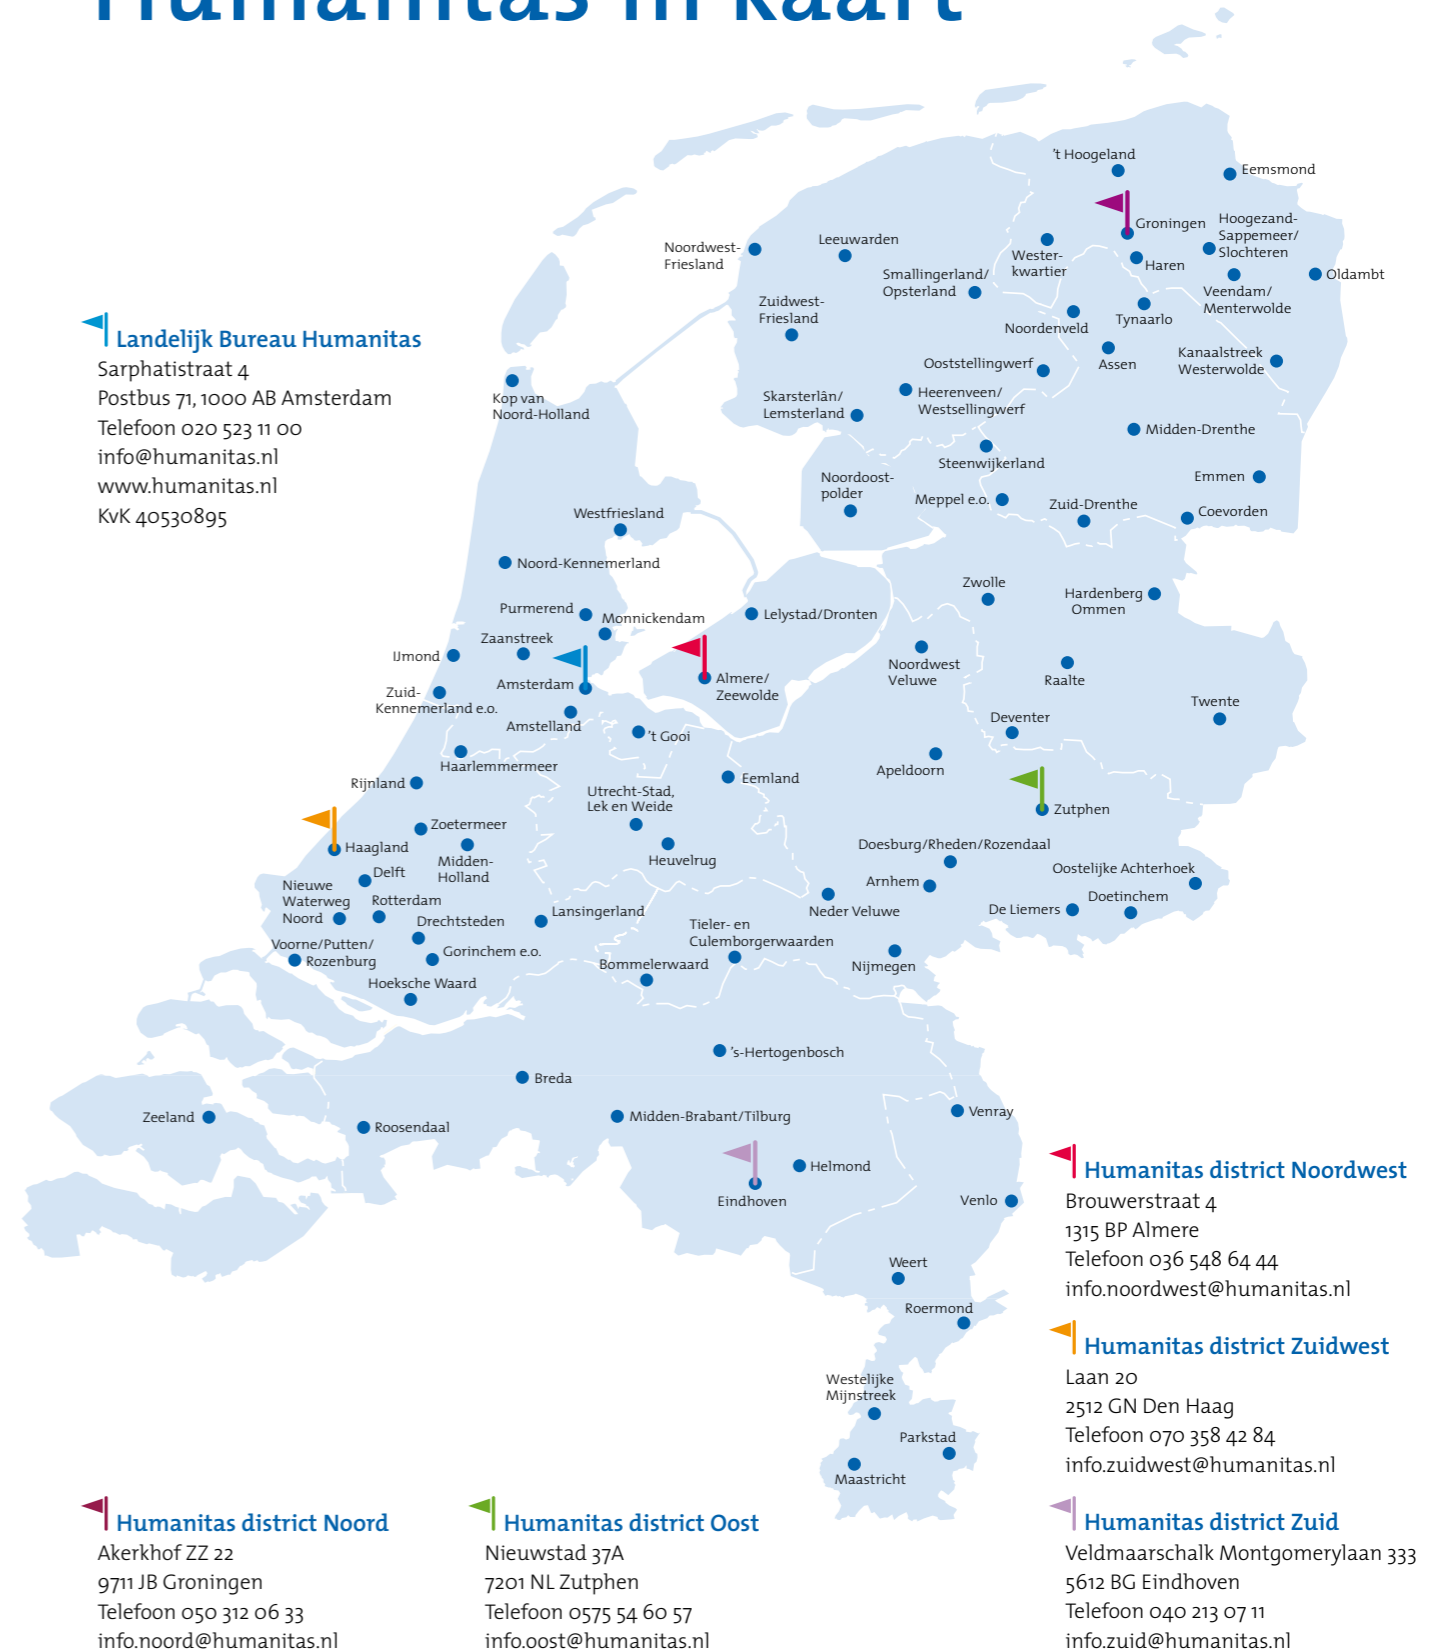 Humanitas in kaart
't Hoogeland
Eemsmond
Groningen
Hoogezand-
Sappemeer/
Slochteren
Noordwest-
Friesland
Leeuwarden
Wester-
kwartier
Haren
Oldambt
Smallingerland/
Opsterland
Veendam/
Menterwolde
Zuidwest-
Friesland
Noordenveld
Tynaarlo
Landelijk Bureau Humanitas
Sarphatistraat 4
Postbus 71, 1000 AB Amsterdam
Telefoon 020 523 11 00
info@humanitas.nl
www.humanitas.nl
KvK 40530895
Ooststellingwerf
Assen
Kanaalstreek
Westerwolde
Kop van
Noord-Holland
Skarsterlân/
Lemsterland
Heerenveen/
Westsellingwerf
Midden-Drenthe
Steenwijkerland
Noordoost-
polder
Meppel e.o.
Emmen
Zuid-Drenthe
Coevorden
Westfriesland
Noord-Kennemerland
Zwolle
Hardenberg
Ommen
Purmerend
Monnickendam
Lelystad/Dronten
Zaanstreek
IJmond
Noordwest
Veluwe
Raalte
Amsterdam
Almere/
Zeewolde
Zuid-
Kennemerland e.o.
Amstelland
Twente
't Gooi
Deventer
Haarlemmermeer
Apeldoorn
Rijnland
Eemland
Utrecht-Stad,
Lek en Weide
Zutphen
Zoetermeer
Haagland
Midden-
Holland
Heuvelrug
Doesburg/Rheden/Rozendaal
Delft
Arnhem
Oostelijke Achterhoek
Nieuwe
Waterweg
Noord
Rotterdam
Doetinchem
De Liemers
Drechtsteden
Lansingerland
Neder Veluwe
Tieler- en
Culemborgerwaarden
Voorne/Putten/
Rozenburg
Gorinchem e.o.
Bommelerwaard
Nijmegen
Hoeksche Waard
's-Hertogenbosch
Breda
Zeeland
Roosendaal
Midden-Brabant/Tilburg
Venray
Helmond
Eindhoven
Venlo
Weert
Roermond
Westelijke
Mijnstreek
Parkstad
Maastricht
Humanitas district Noordwest
Brouwerstraat 4
1315 BP Almere
Telefoon 036 548 64 44
info.noordwest@humanitas.nl
Humanitas district Zuidwest
Laan 20
2512 GN Den Haag
Telefoon 070 358 42 84
info.zuidwest@humanitas.nl
Humanitas district Noord
Akerkhof ZZ 22
9711 JB Groningen
Telefoon 050 312 06 33
info.noord@humanitas.nl
Humanitas district Oost
Nieuwstad 37A
7201 NL Zutphen
Telefoon 0575 54 60 57
info.oost@humanitas.nl
Humanitas district Zuid
Veldmaarschalk Montgomerylaan 333
5612 BG Eindhoven
Telefoon 040 213 07 11
info.zuid@humanitas.nl